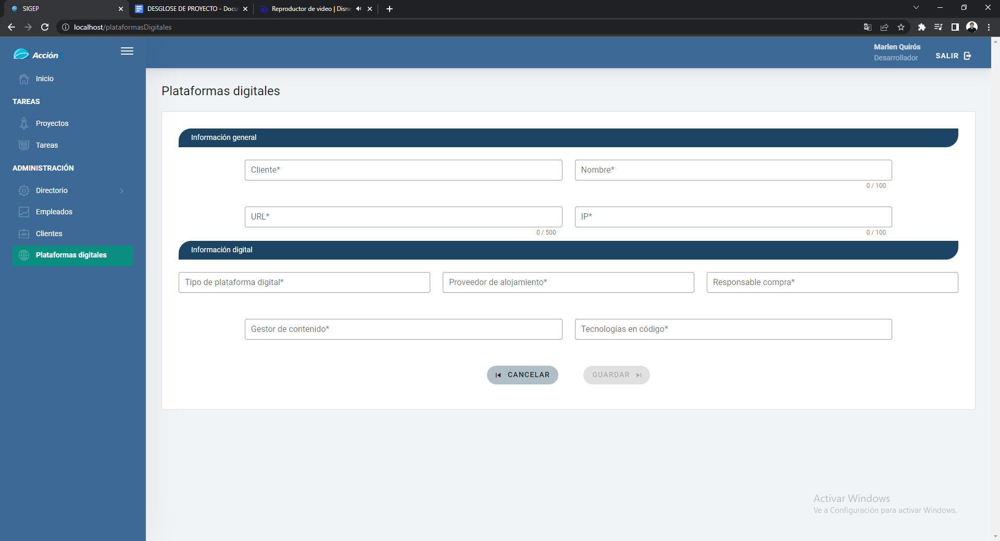 SIGEP
DESGLOSE DE PROYECTO - Docu
Reproductor de video | Disne
localhost/plataformasDigitales
Acción
Marlen Quirós
Desarrollador
SALIR
Inicio
TAREAS
Proyectos
Tareas
ADMINISTRACIÓN
Directorio
Empleados
Clientes
Plataformas digitales
Plataformas digitales
Información general
Cliente*
Nombre*
0 / 100
URL*
IP*
0 / 500
0 / 100
Información digital
Tipo de plataforma digital*
Proveedor de alojamiento*
Responsable compra*
Gestor de contenido*
Tecnologías en código*
CANCELAR
GUARDAR
Activar Windows
Ve a Configuración para activar Windows.